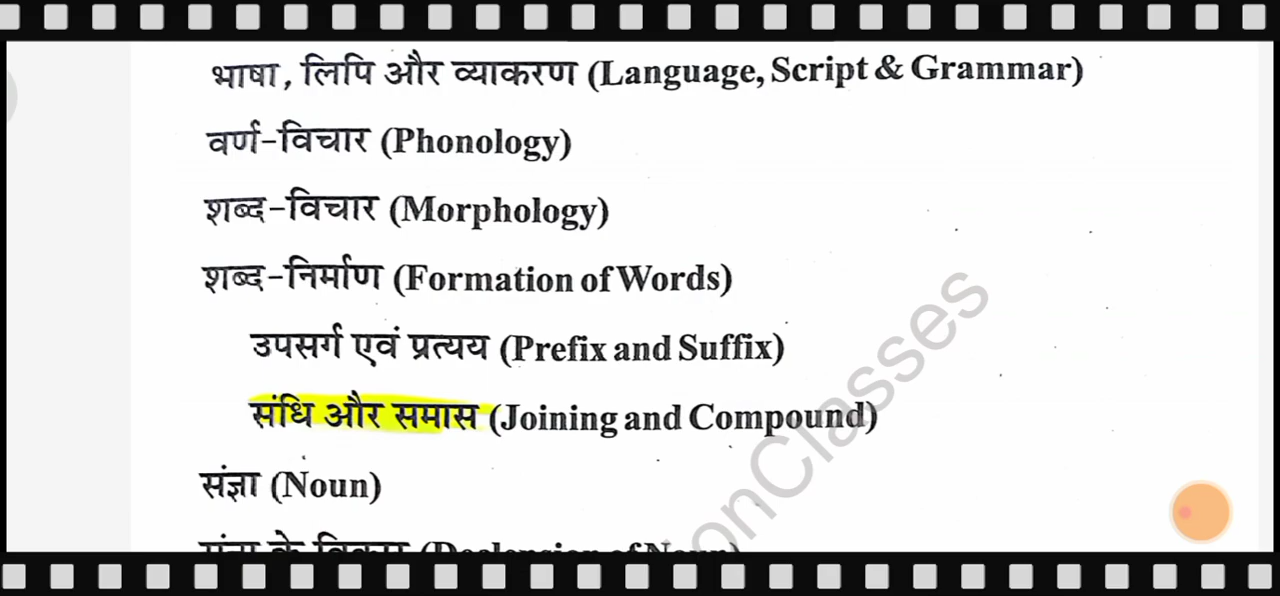 भाषा, लिपि और व्याकरण (Language, Script & Grammar)
वर्ण-विचार (Phonology)
शब्द-विचार (Morphology)
शब्द-निर्माण (Formation of Words)
उपसर्ग एवं प्रत्यय (Prefix and Suffix)
संधि और समास (Joining and Compound)
संज्ञा (Noun)
onClasses